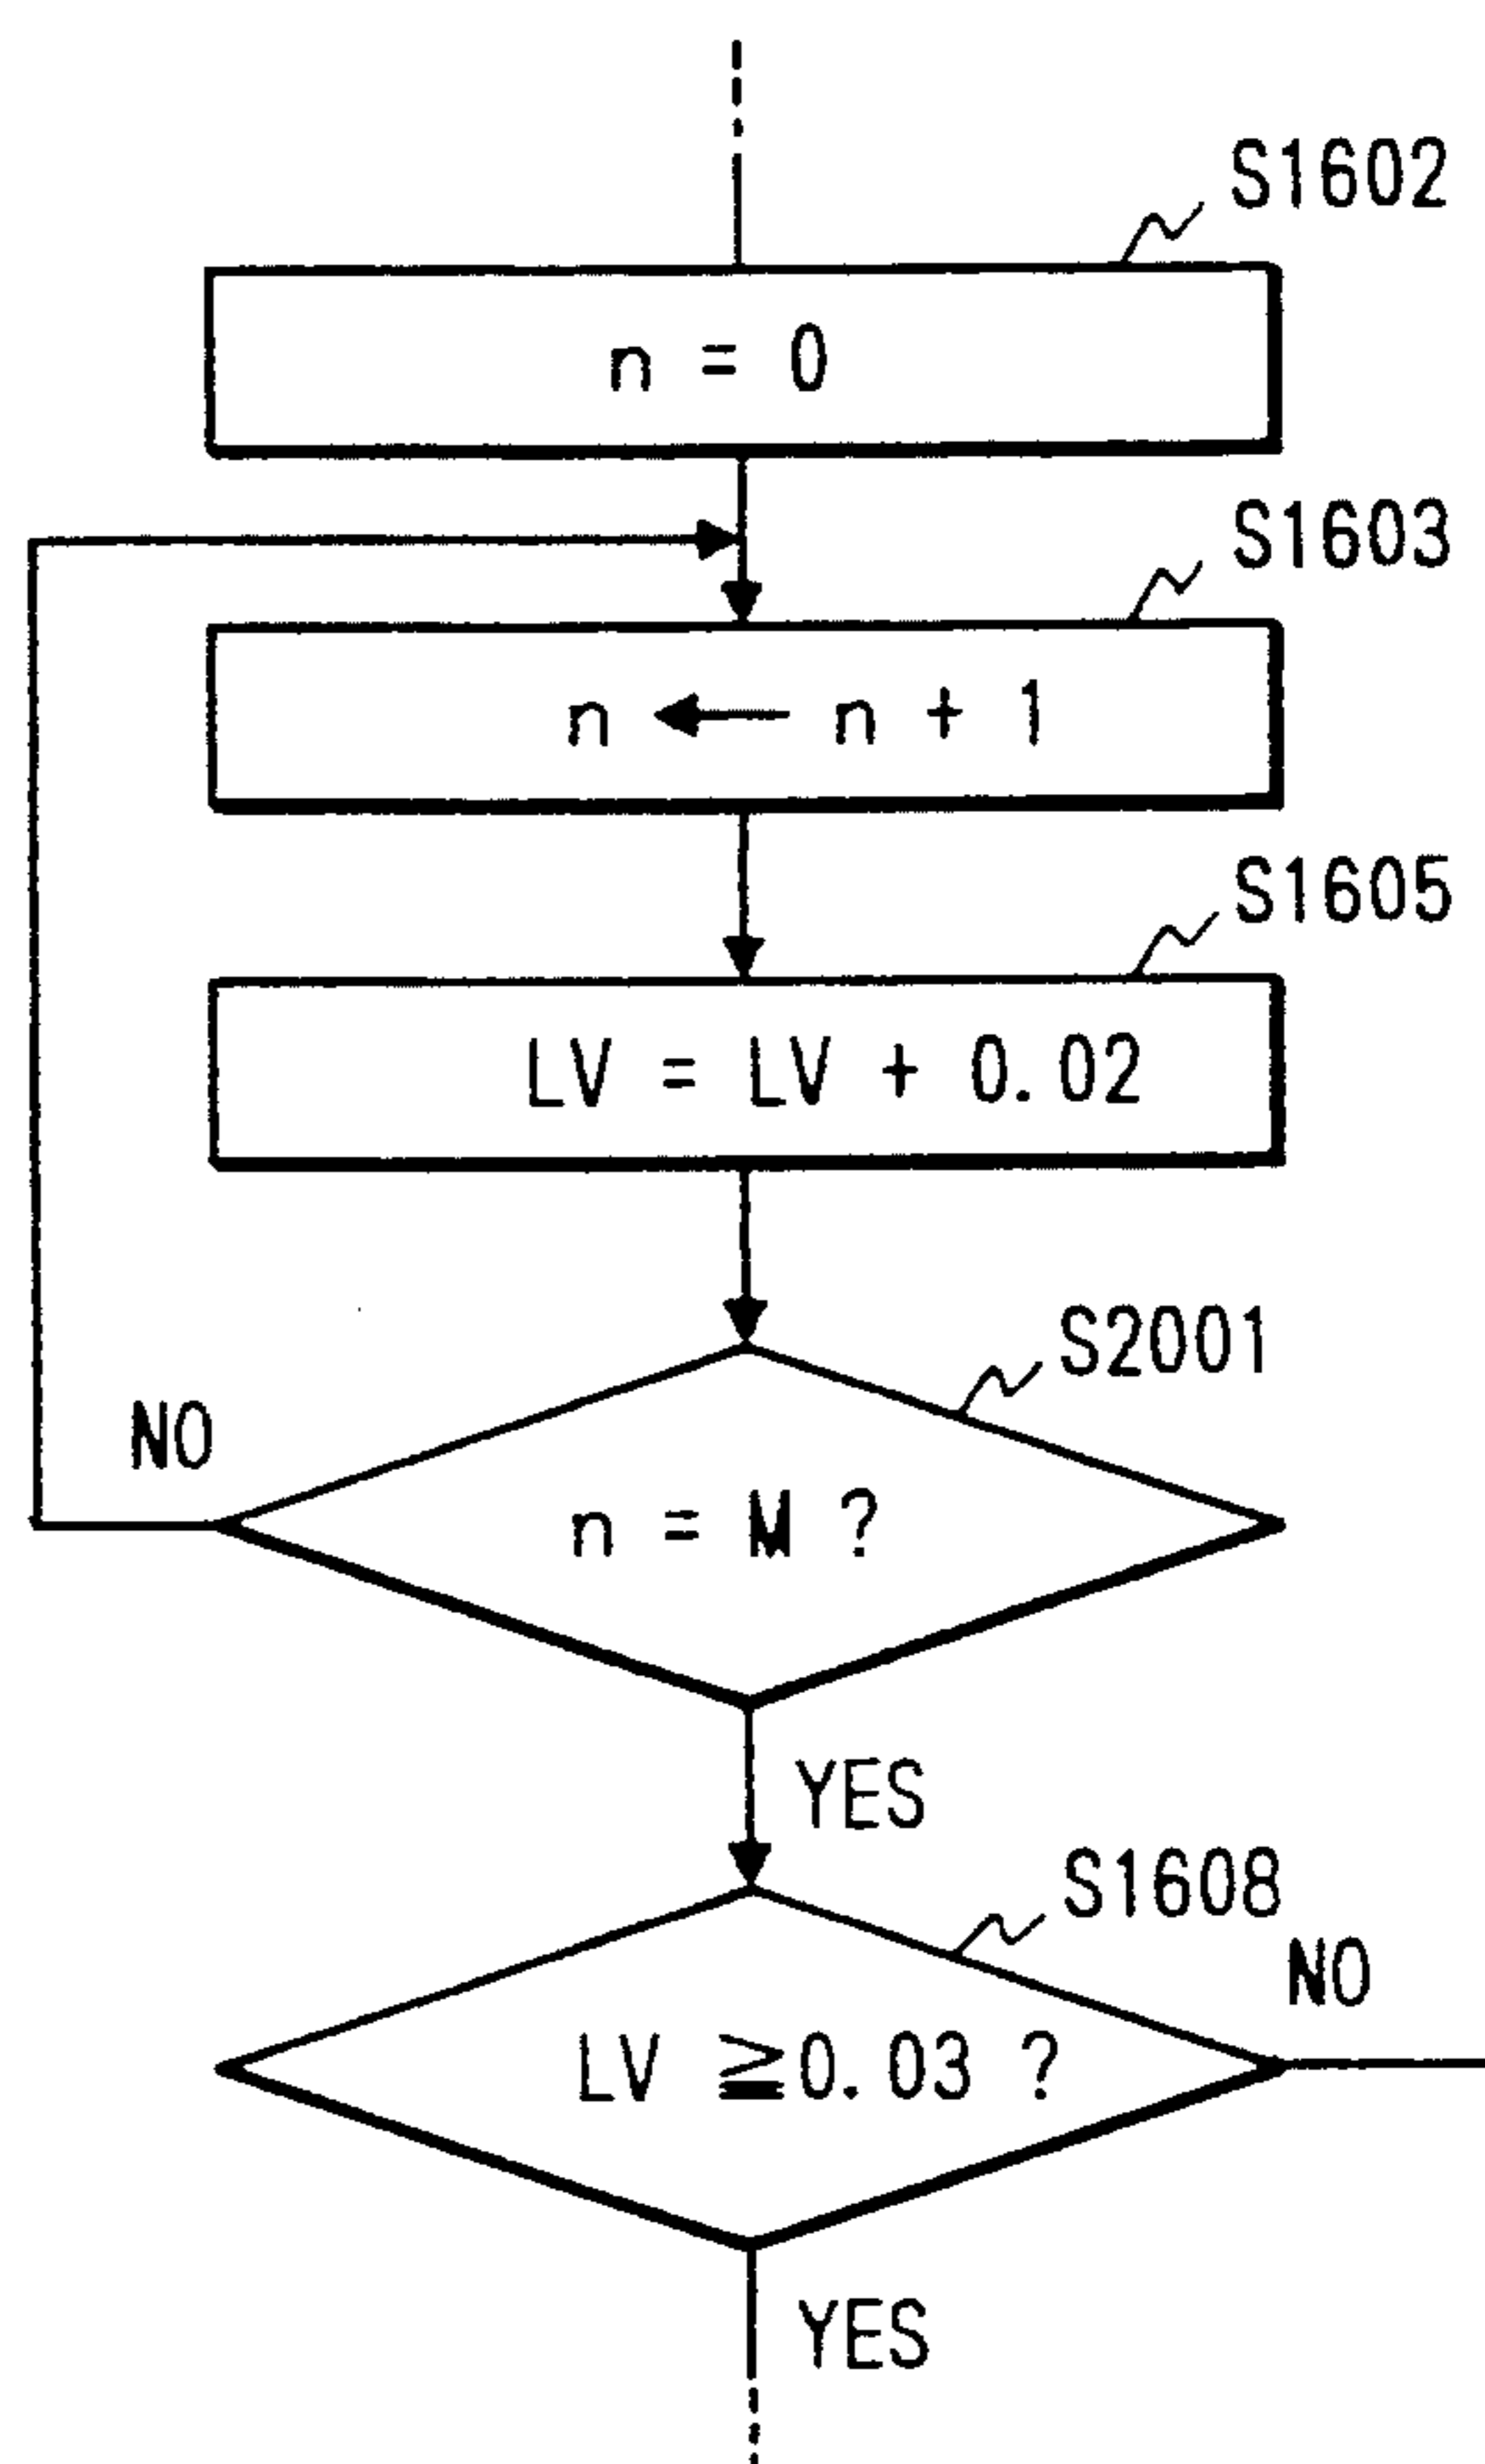 S1602
n = 0
S1603
n ← n + 1
S1605
LV = LV + 0.02
S2001
NO
n = M ?
YES
S1608
NO
LV ≧0.03 ?
YES